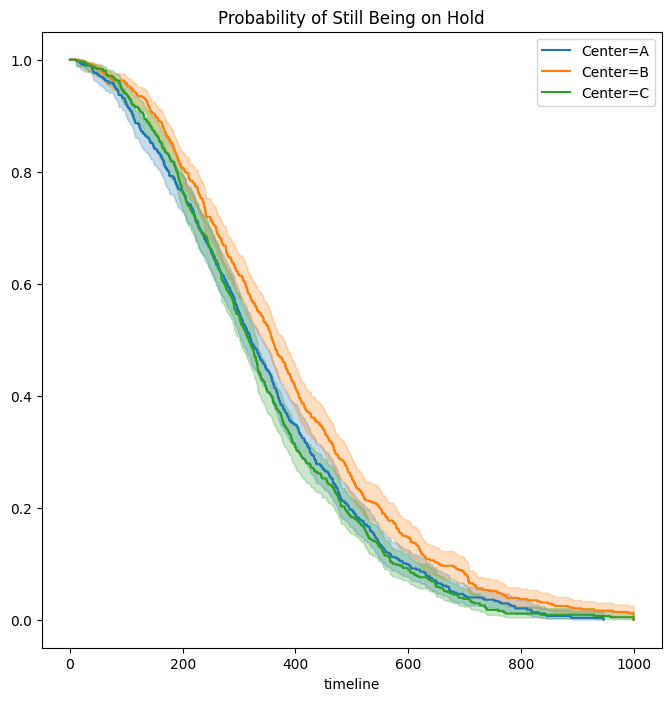 Probability of Still Being on Hold
Center=A
Center=B
Center=C
1.0
0.8
0.6
0.4
0.2
0.0
0 200 400 600 800 1000
timeline